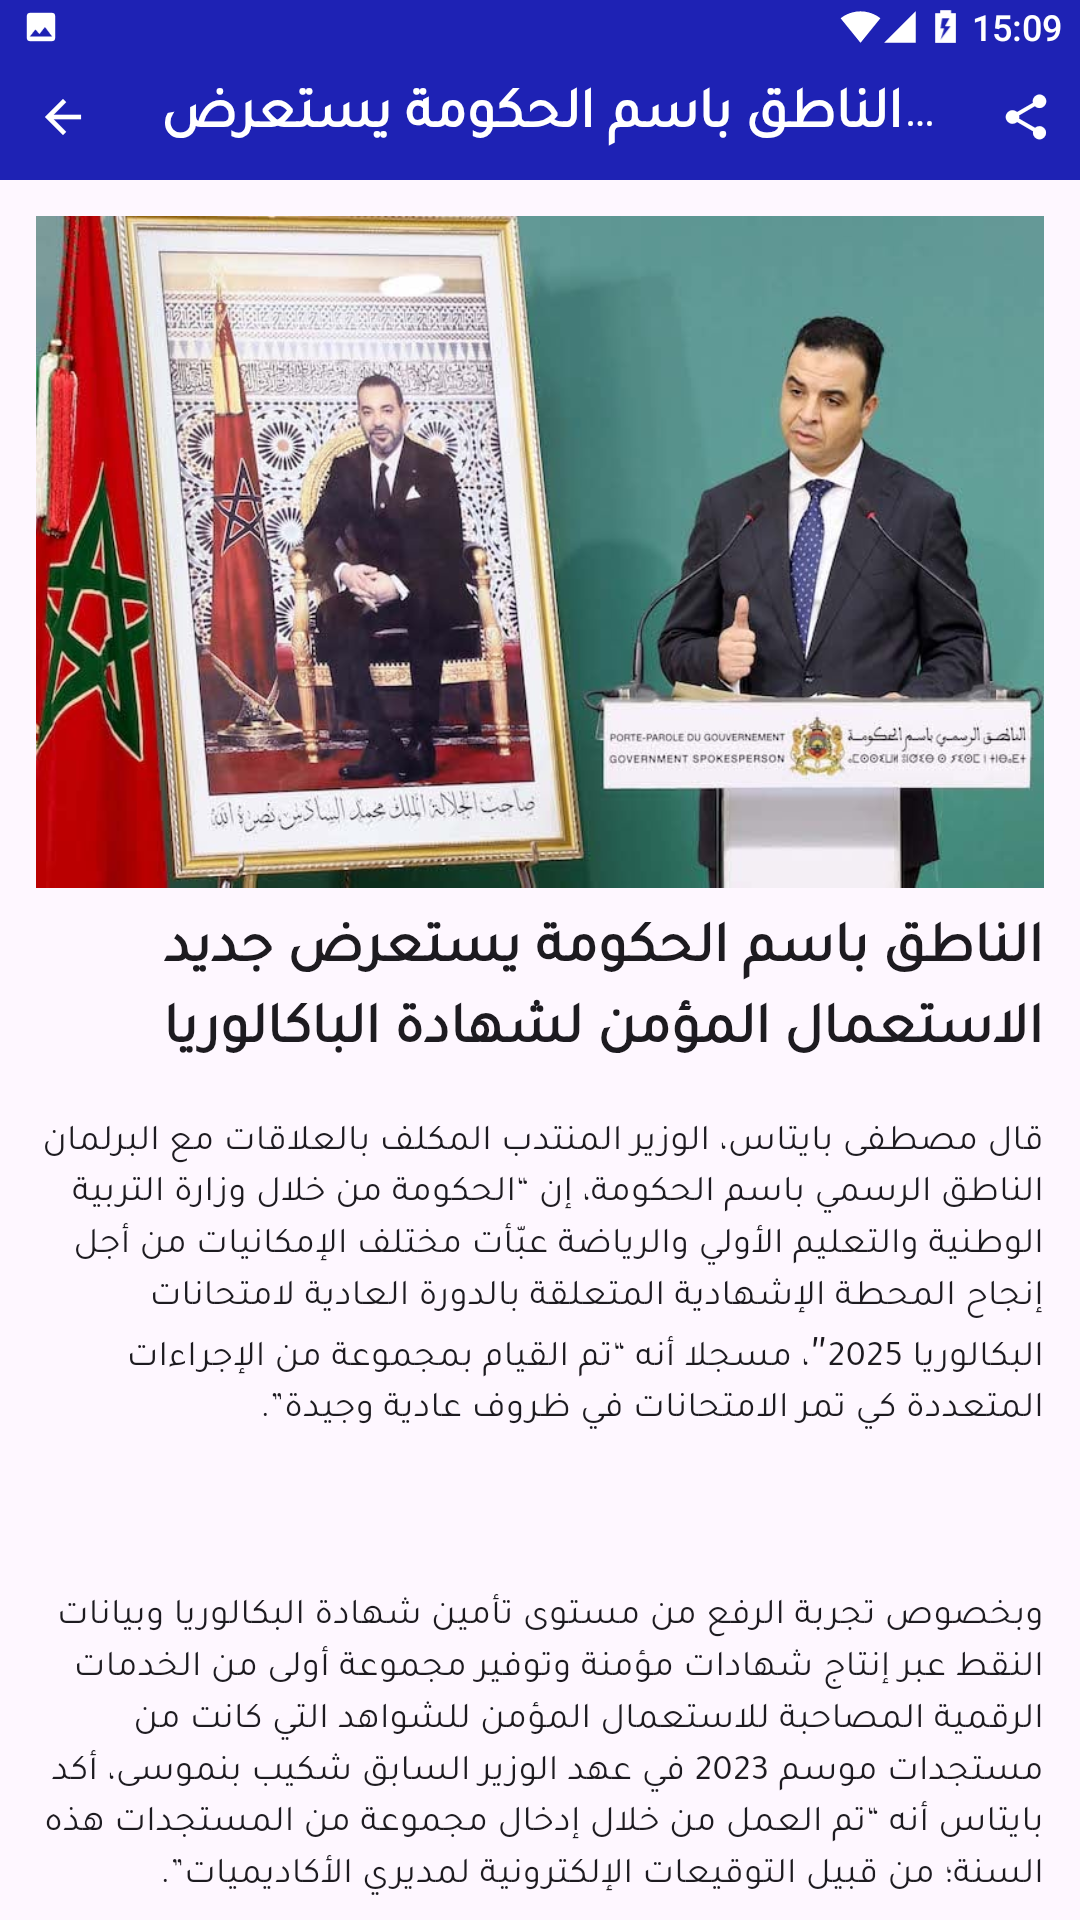 15:09
الناطق باسم الحكومة يستعرض...
PORTE-PAROLE DU GOUVERNEMENT
GOVERNMENT SPOKESPERSON
الناطق الرسمي باسم الحكومة
صاحب الجلالة الملك محمد السادس نصره الله
الناطق باسم الحكومة يستعرض جديد
الاستعمال المؤمن لشهادة الباكالوريا
قال مصطفى بايتاس، الوزير المنتدب المكلف بالعلاقات مع البرلمان
الناطق الرسمي باسم الحكومة، إن “الحكومة من خلال وزارة التربية
الوطنية والتعليم الأولي والرياضة عبّأت مختلف الإمكانيات من أجل
إنجاح المحطة الإشهادية المتعلقة بالدورة العادية لامتحانات
البكالوريا 2025″، مسجلا أنه “تم القيام بمجموعة من الإجراءات
المتعددة كي تمر الامتحانات في ظروف عادية وجيدة”.
وبخصوص تجربة الرفع من مستوى تأمين شهادة البكالوريا وبيانات
النقط عبر إنتاج شهادات مؤمنة وتوفير مجموعة أولى من الخدمات
الرقمية المصاحبة للاستعمال المؤمن للشواهد التي كانت من
مستجدات موسم 2023 في عهد الوزير السابق شكيب بنموسى، أكد
بايتاس أنه “تم العمل من خلال إدخال مجموعة من المستجدات هذه
السنة؛ من قبيل التوقيعات الإلكترونية لمديري الأكاديميات”.